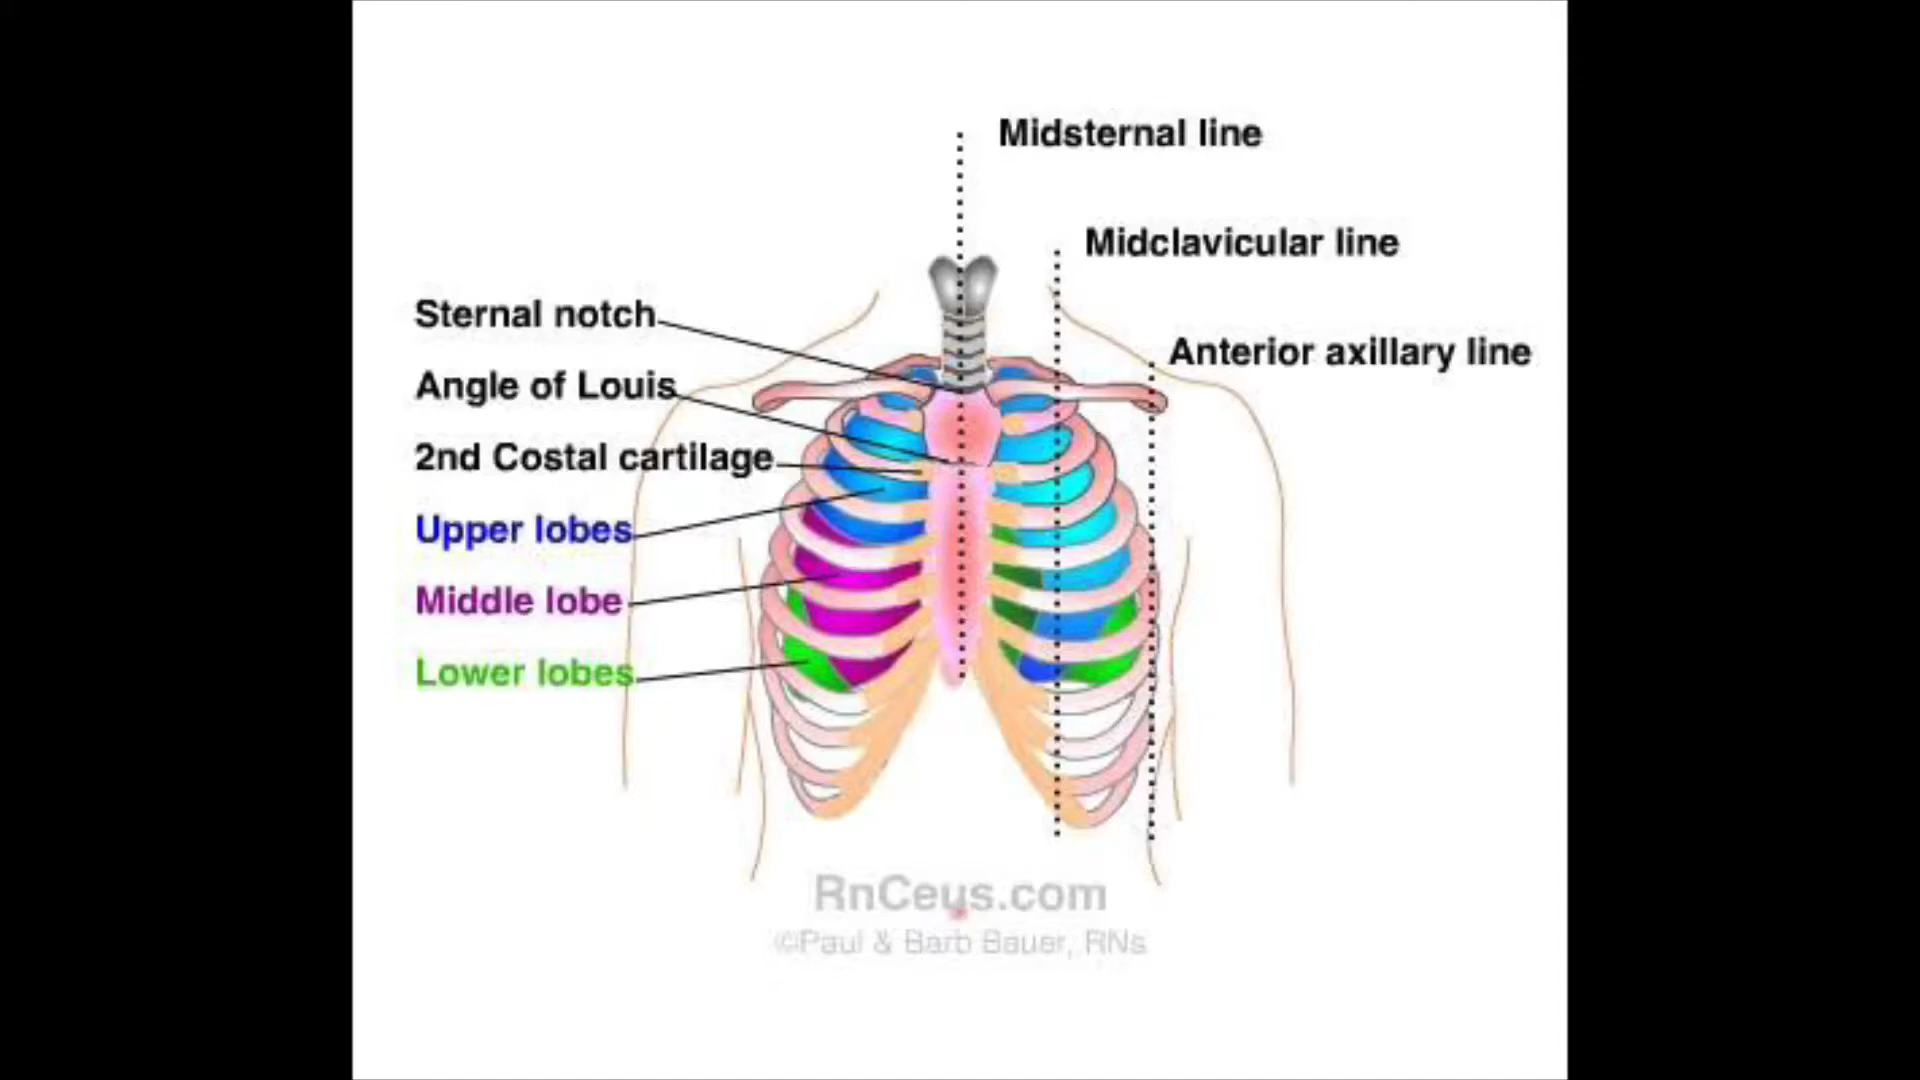 Midsternal line
Midclavicular line
Sternal notch
Anterior axillary line
Angle of Louis
2nd Costal cartilage
Upper lobes
Middle lobe
Lower lobes
RnCeus.com
©Paul & Barb Bauer, RNs